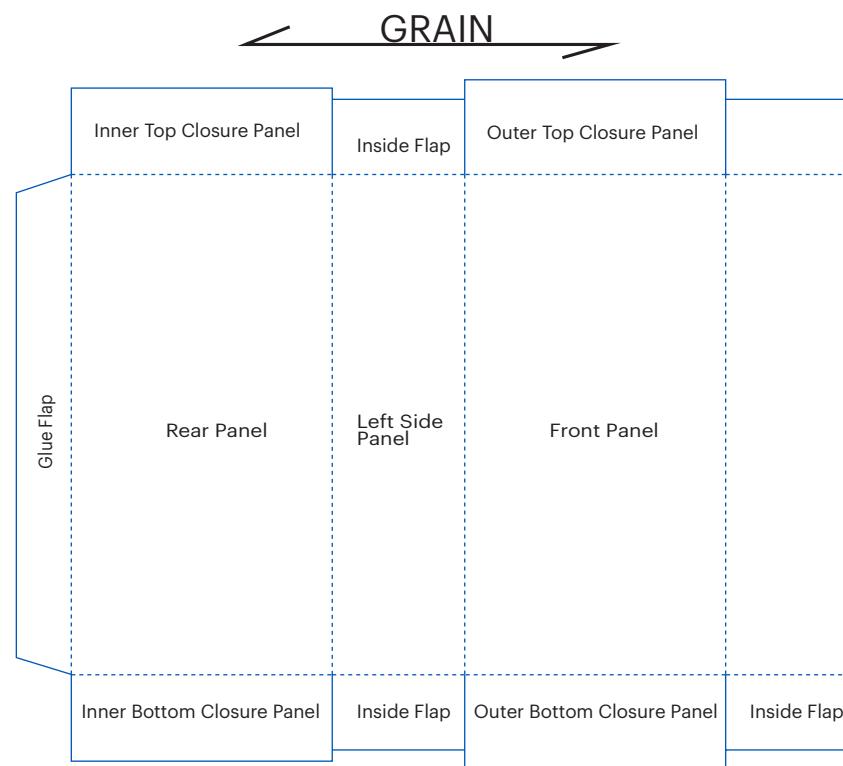 GRAIN
Inner Top Closure Panel
Inside Flap
Outer Top Closure Panel
Glue Flap
Rear Panel
Left Side
Panel
Front Panel
Inner Bottom Closure Panel
Inside Flap
Outer Bottom Closure Panel
Inside Flap